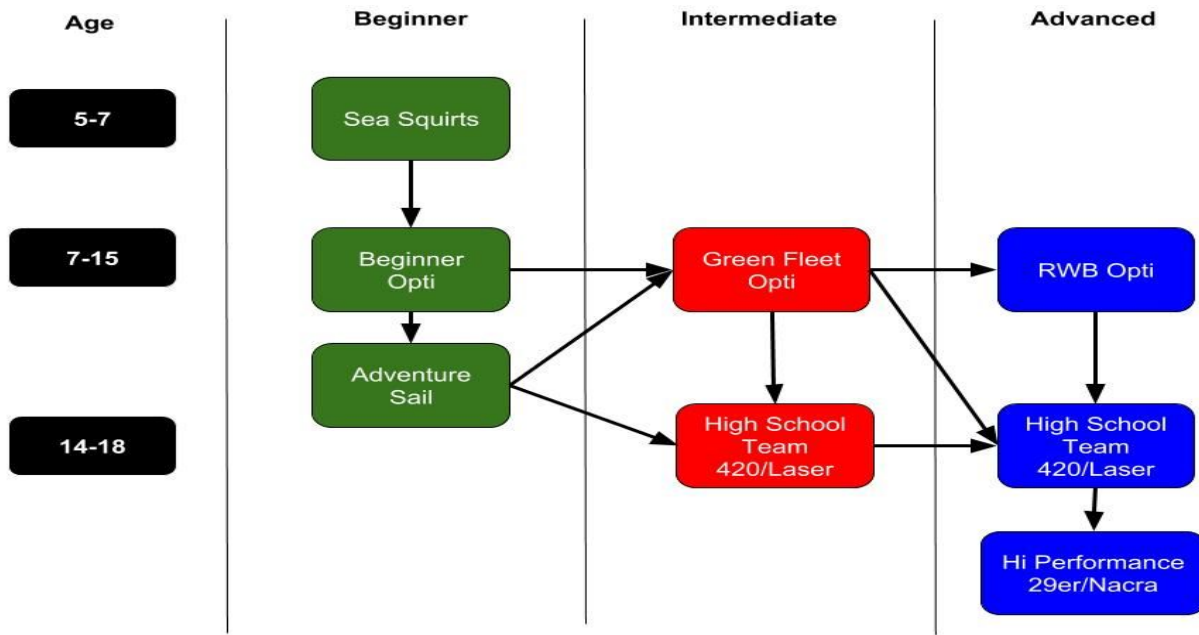 Age
Beginner
Intermediate
Advanced
5-7
Sea Squirts
7-15
Beginner
Opti
Green Fleet
Opti
RWB Opti
Adventure
Sail
14-18
High School
Team
420/Laser
High School
Team
420/Laser
Hi Performance
29er/Nacra